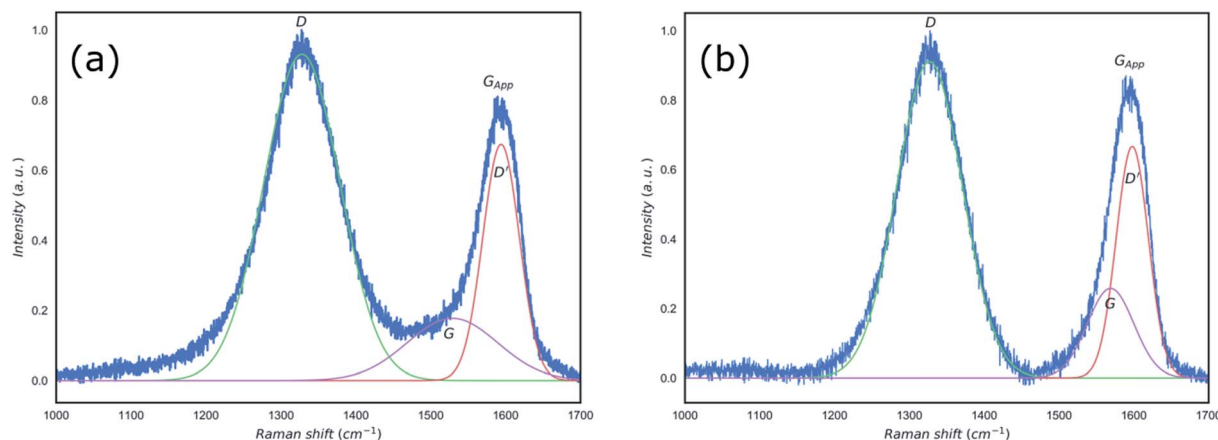 (a)
D
G_App
D'
G
1.0
0.8
0.6
0.4
0.2
0.0
Intensity (a.u.)
1000 1100 1200 1300 1400 1500 1600 1700
Raman shift (cm⁻¹)
(b)
D
G_App
D'
G
1.0
0.8
0.6
0.4
0.2
0.0
Intensity (a.u.)
1000 1100 1200 1300 1400 1500 1600 1700
Raman shift (cm⁻¹)